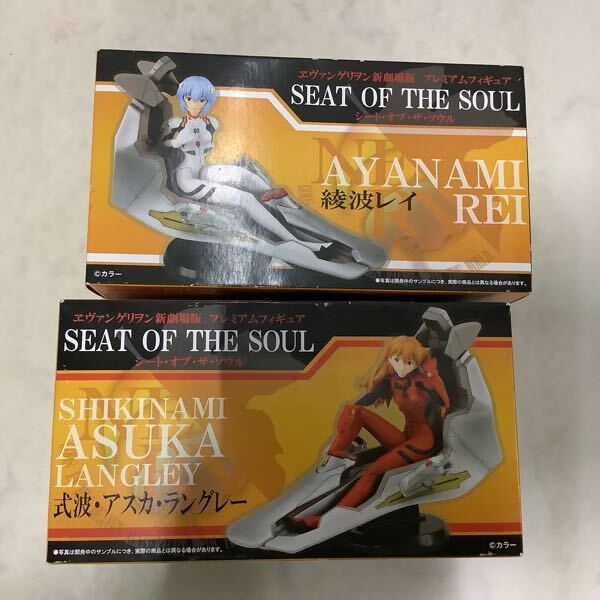 ヱヴァンゲリヲン新劇場版 プレミアムフィギュア
SEAT OF THE SOUL
シート・オブ・ザ・ソウル
AYANAMI
REI
綾波レイ
00
©カラー
●写真は開発中のサンプルにつき、実際の商品とは異なる場合があります。
ヱヴァンゲリヲン新劇場版 プレミアムフィギュア
SEAT OF THE SOUL
シート・オブ・ザ・ソウル
SHIKINAMI
ASUKA
LANGLEY
式波・アスカ・ラングレー
●写真は開発中のサンプルにつき、実際の商品とは異なる場合があります。
©カラー